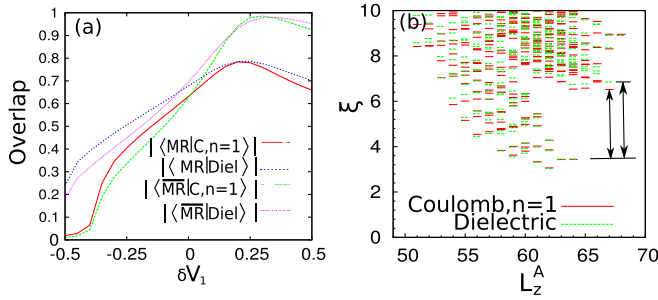 (a)
Overlap
1
0.9
0.8
0.7
0.6
0.5
0.4
0.3
0.2
0.1
0
| ⟨MR|C,n=1⟩ |
| ⟨MR|Diel⟩ |
| ⟨M̅R̅|C,n=1⟩ |
| ⟨M̅R̅|Diel⟩ |
-0.5 -0.25 0 0.25 0.5
δV₁
(b)
ξ
10
8
6
4
2
0
Coulomb,n=1
Dielectric
50 55 60 65 70
L_z^A